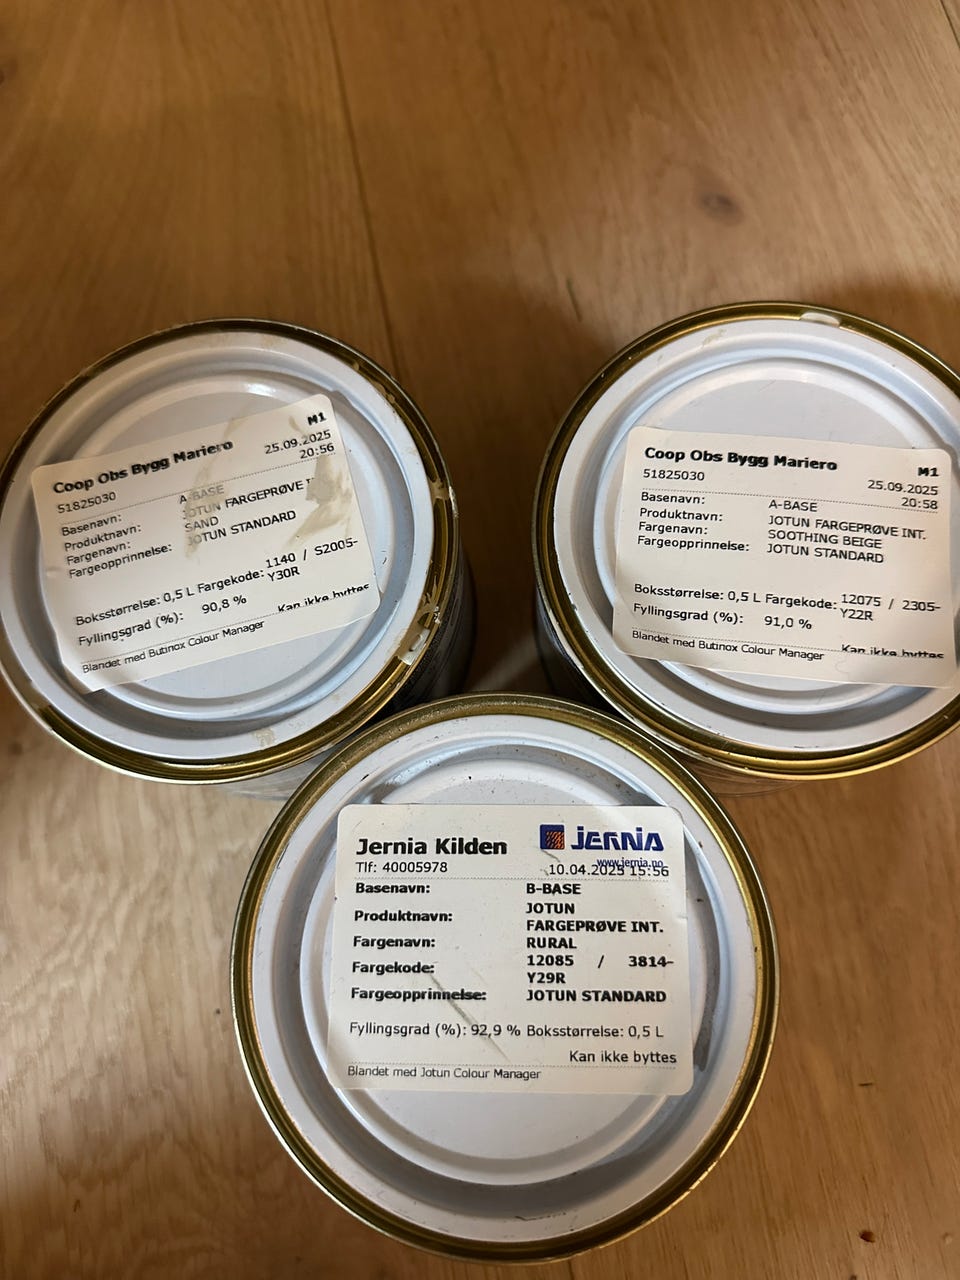 Coop Obs Bygg Mariero M1
51825030 25.09.2025
20:56
Basenavn: A-BASE
Produktnavn: JOTUN FARGEPRØVE
Fargenavn: SAND
Fargeopprinnelse: JOTUN STANDARD
Boksstørrelse: 0,5 L Fargekode: 1140 / S2005-
Y30R
Fyllingsgrad (%): 90,8 %
Kan ikke byttes
Blandet med Butinox Colour Manager
Coop Obs Bygg Mariero M1
51825030 25.09.2025
20:58
Basenavn: A-BASE
Produktnavn: JOTUN FARGEPRØVE INT.
Fargenavn: SOOTHING BEIGE
Fargeopprinnelse: JOTUN STANDARD
Boksstørrelse: 0,5 L Fargekode: 12075 / 2305-
Y22R
Fyllingsgrad (%): 91,0 %
Kan ikke byttes
Blandet med Butinox Colour Manager
Jernia Kilden JERNIA
www.jernia.no
Tlf: 40005978 10.04.2025 15:56
Basenavn: B-BASE
Produktnavn: JOTUN
FARGEPRØVE INT.
Fargenavn: RURAL
Fargekode: 12085 / 3814-
Y29R
Fargeopprinnelse: JOTUN STANDARD
Fyllingsgrad (%): 92,9 % Boksstørrelse: 0,5 L
Kan ikke byttes
Blandet med Jotun Colour Manager